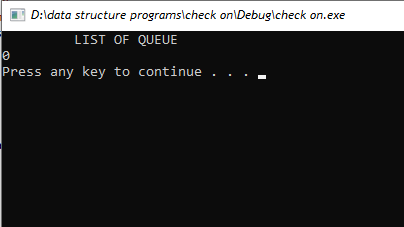 D:\data structure programs\check on\Debug\check on.exe
LIST OF QUEUE
0
Press any key to continue . . .